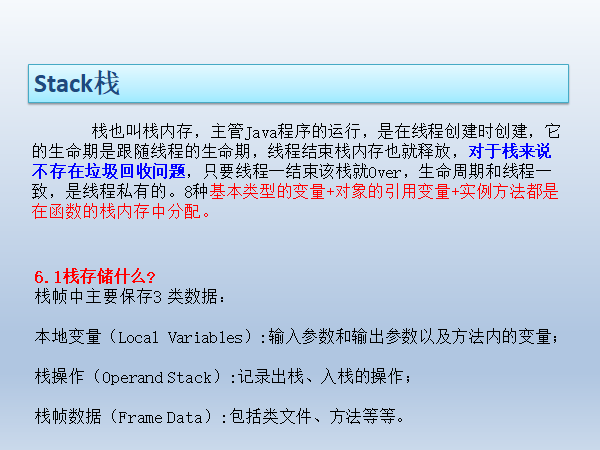 Stack栈
栈也叫栈内存，主管Java程序的运行，是在线程创建时创建，它
的生命期是跟随线程的生命期，线程结束栈内存也就释放，对于栈来说
不存在垃圾回收问题，只要线程一结束该栈就Over，生命周期和线程一
致，是线程私有的。8种基本类型的变量+对象的引用变量+实例方法都是
在函数的栈内存中分配。
6.1栈存储什么?
栈帧中主要保存3 类数据：
本地变量（Local Variables）:输入参数和输出参数以及方法内的变量；
栈操作（Operand Stack）:记录出栈、入栈的操作；
栈帧数据（Frame Data）:包括类文件、方法等等。